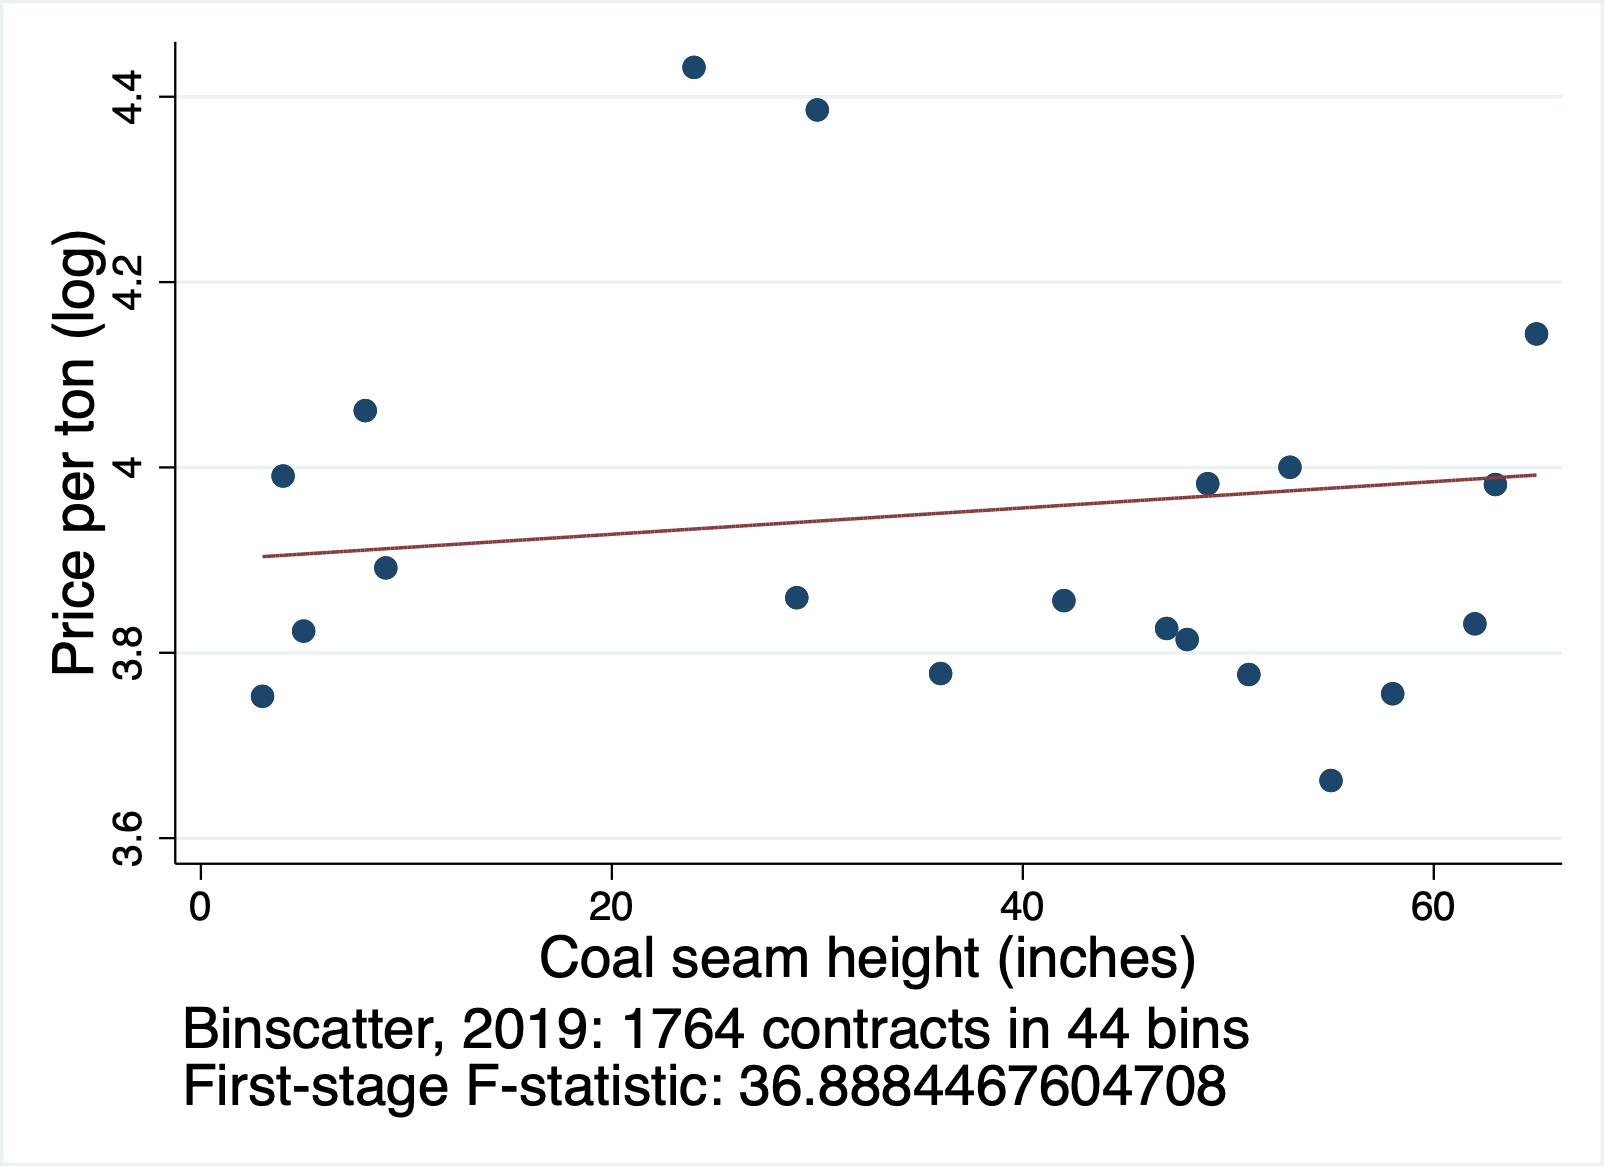 Price per ton (log)
4.4
4.2
4
3.8
3.6
0 20 40 60
Coal seam height (inches)
Binscatter, 2019: 1764 contracts in 44 bins
First-stage F-statistic: 36.8884467604708